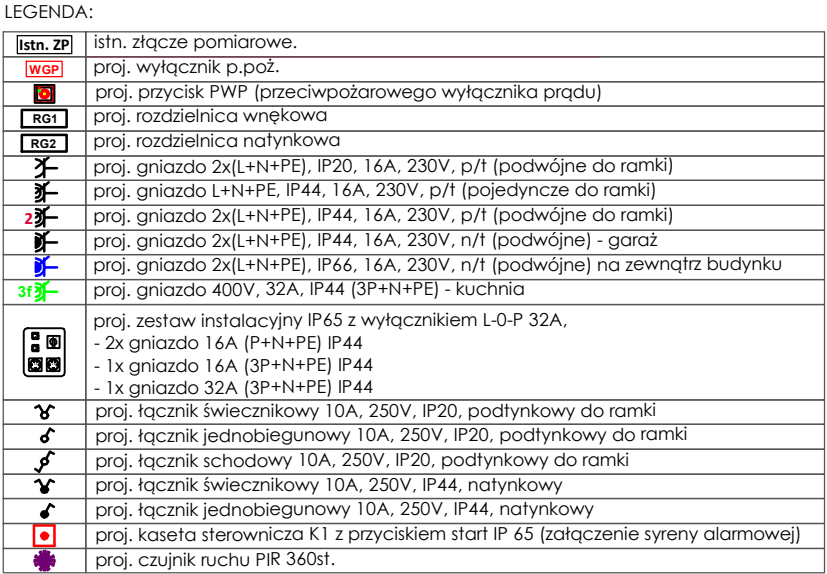 LEGENDA:
Istn. ZP istn. złącze pomiarowe.
WGP proj. wyłącznik p.poż.
proj. przycisk PWP (przeciwpożarowego wyłącznika prądu)
RG1 proj. rozdzielnica wnękowa
RG2 proj. rozdzielnica natynkowa
proj. gniazdo 2x(L+N+PE), IP20, 16A, 230V, p/t (podwójne do ramki)
proj. gniazdo L+N+PE, IP44, 16A, 230V, p/t (pojedyncze do ramki)
2 proj. gniazdo 2x(L+N+PE), IP44, 16A, 230V, p/t (podwójne do ramki)
proj. gniazdo 2x(L+N+PE), IP44, 16A, 230V, n/t (podwójne) - garaż
proj. gniazdo 2x(L+N+PE), IP66, 16A, 230V, n/t (podwójne) na zewnątrz budynku
3f proj. gniazdo 400V, 32A, IP44 (3P+N+PE) - kuchnia
proj. zestaw instalacyjny IP65 z wyłącznikiem L-0-P 32A,
- 2x gniazdo 16A (P+N+PE) IP44
- 1x gniazdo 16A (3P+N+PE) IP44
- 1x gniazdo 32A (3P+N+PE) IP44
proj. łącznik świecznikowy 10A, 250V, IP20, podtynkowy do ramki
proj. łącznik jednobiegunowy 10A, 250V, IP20, podtynkowy do ramki
proj. łącznik schodowy 10A, 250V, IP20, podtynkowy do ramki
proj. łącznik świecznikowy 10A, 250V, IP44, natynkowy
proj. łącznik jednobiegunowy 10A, 250V, IP44, natynkowy
proj. kaseta sterownicza K1 z przyciskiem start IP 65 (załączenie syreny alarmowej)
proj. czujnik ruchu PIR 360st.